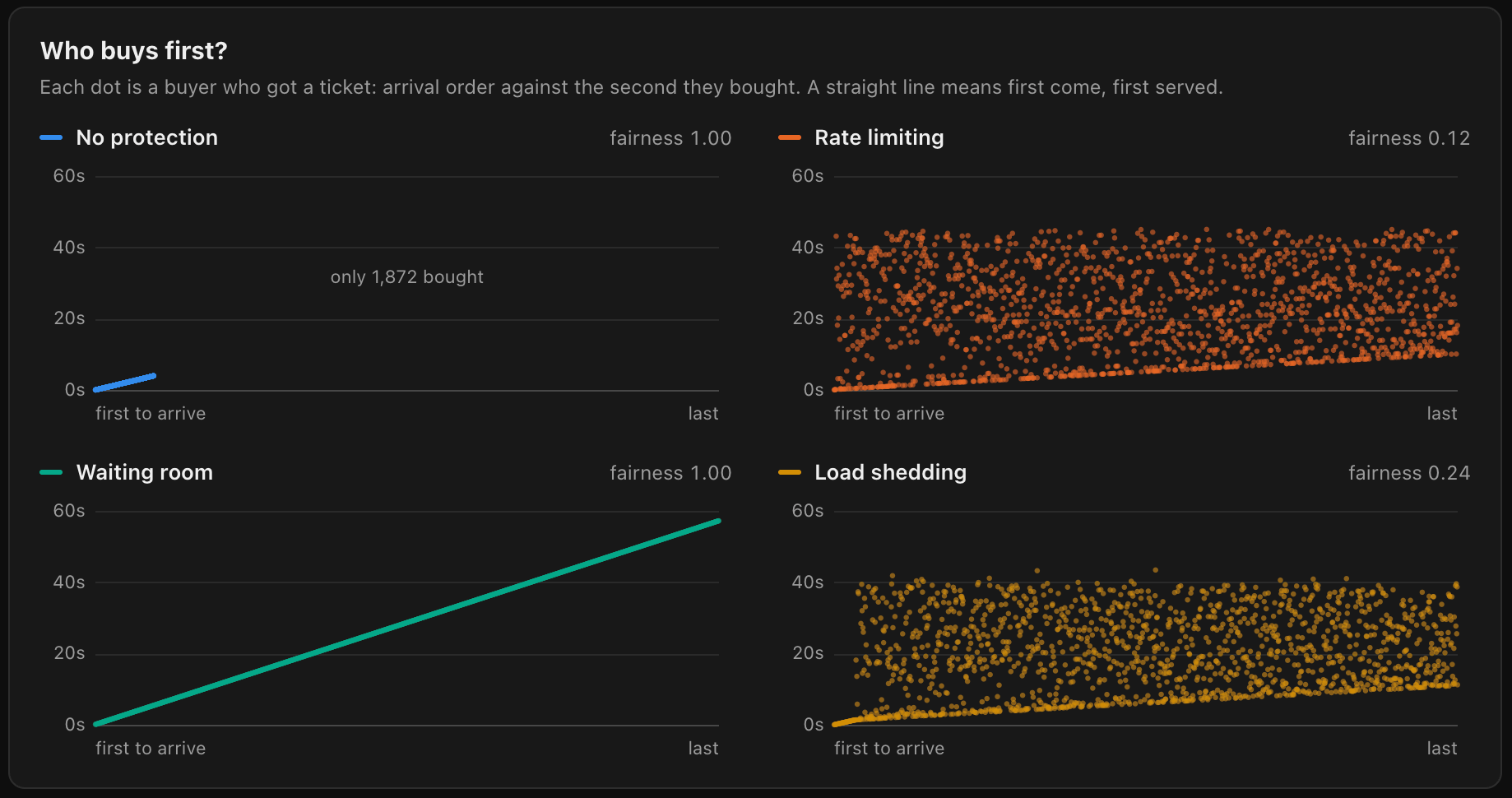 Who buys first?
Each dot is a buyer who got a ticket: arrival order against the second they bought. A straight line means first come, first served.
No protection
fairness 1.00
60s
40s
only 1,872 bought
20s
0s
first to arrive
last
Rate limiting
fairness 0.12
60s
40s
20s
0s
first to arrive
last
Waiting room
fairness 1.00
60s
40s
20s
0s
first to arrive
last
Load shedding
fairness 0.24
60s
40s
20s
0s
first to arrive
last